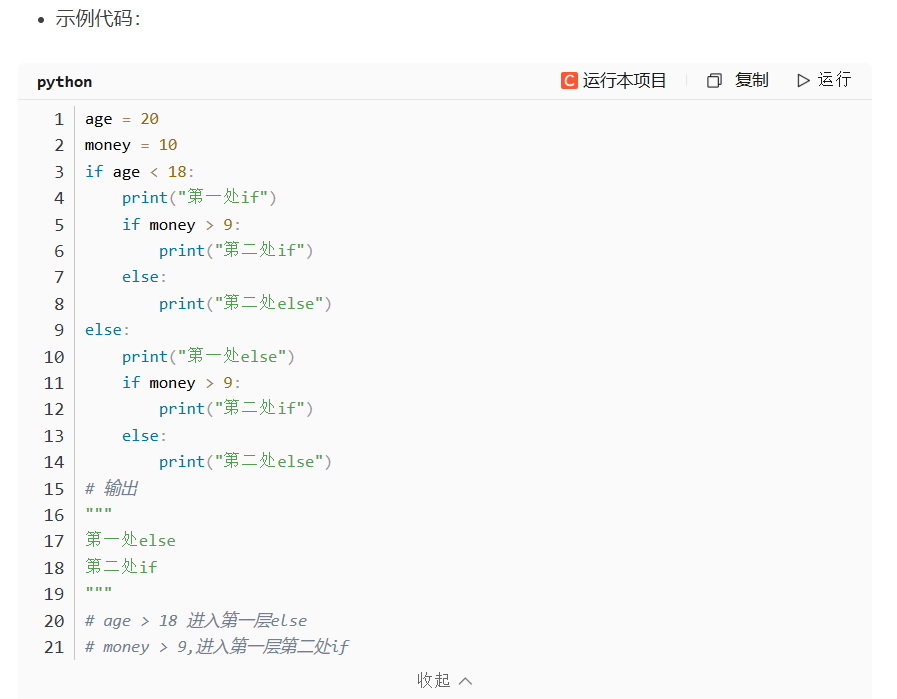 • 示例代码：
python
C 运行本项目 复制 运行
1 age = 20
2 money = 10
3 if age < 18:
4     print("第一处if")
5     if money > 9:
6         print("第二处if")
7     else:
8         print("第二处else")
9 else:
10     print("第一处else")
11     if money > 9:
12         print("第二处if")
13     else:
14         print("第二处else")
15 # 输出
16 """
17 第一处else
18 第二处if
19 """
20 # age > 18 进入第一层else
21 # money > 9,进入第一层第二处if
收起